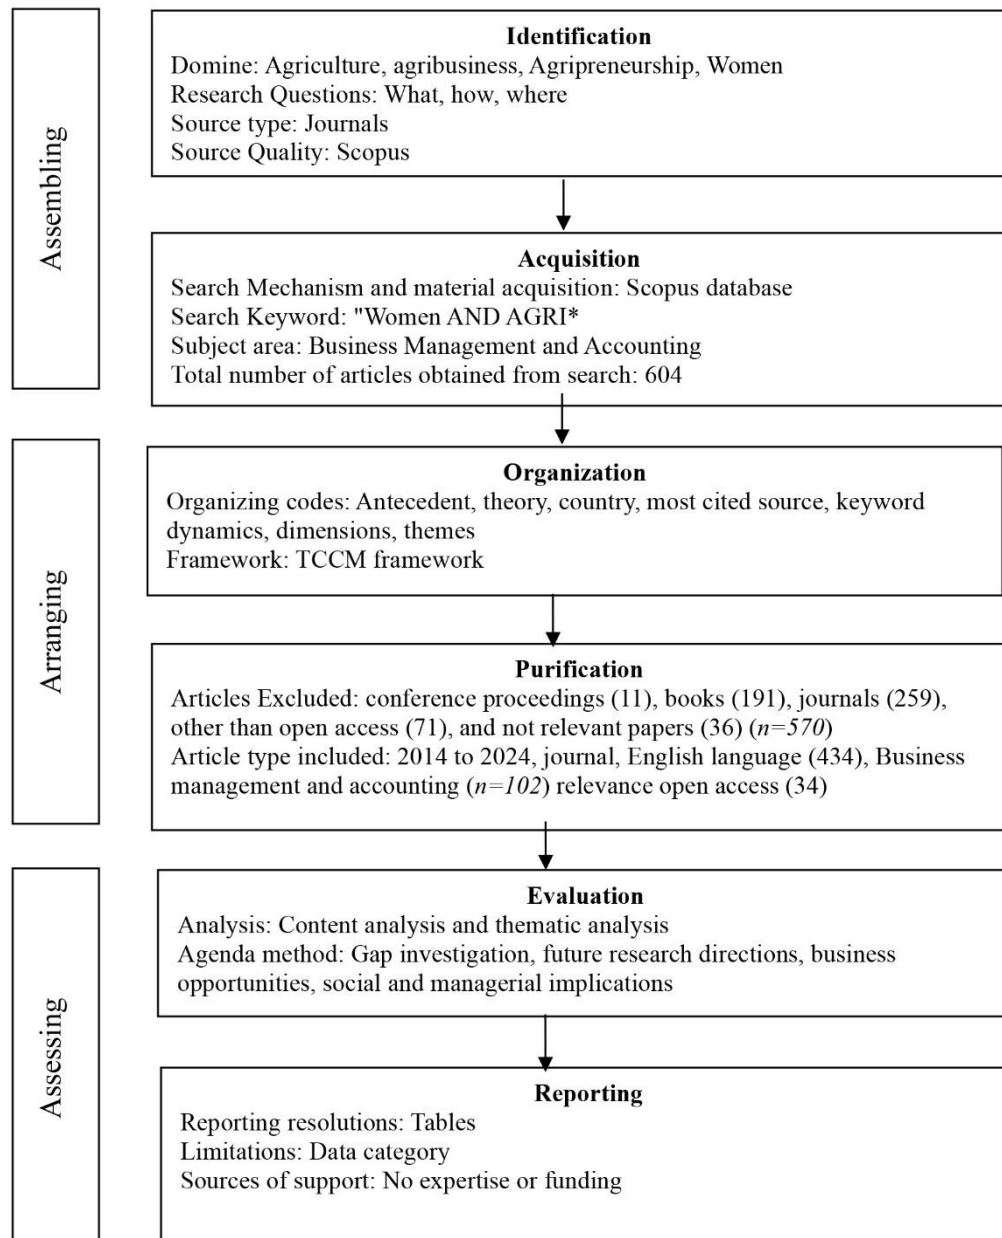 Assembling
Identification
Domine: Agriculture, agribusiness, Agripreneurship, Women
Research Questions: What, how, where
Source type: Journals
Source Quality: Scopus
Acquisition
Search Mechanism and material acquisition: Scopus database
Search Keyword: "Women AND AGRI*
Subject area: Business Management and Accounting
Total number of articles obtained from search: 604
Arranging
Organization
Organizing codes: Antecedent, theory, country, most cited source, keyword
dynamics, dimensions, themes
Framework: TCCM framework
Purification
Articles Excluded: conference proceedings (11), books (191), journals (259),
other than open access (71), and not relevant papers (36) (n=570)
Article type included: 2014 to 2024, journal, English language (434), Business
management and accounting (n=102) relevance open access (34)
Assessing
Evaluation
Analysis: Content analysis and thematic analysis
Agenda method: Gap investigation, future research directions, business
opportunities, social and managerial implications
Reporting
Reporting resolutions: Tables
Limitations: Data category
Sources of support: No expertise or funding